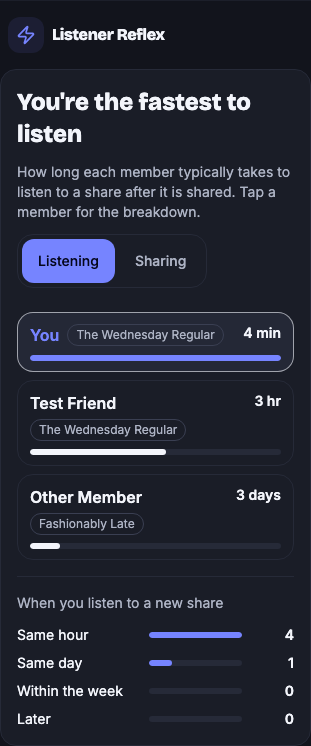 Listener Reflex
You're the fastest to
listen
How long each member typically takes to
listen to a share after it is shared. Tap a
member for the breakdown.
Listening Sharing
You The Wednesday Regular 4 min
Test Friend 3 hr
The Wednesday Regular
Other Member 3 days
Fashionably Late
When you listen to a new share
Same hour 4
Same day 1
Within the week 0
Later 0